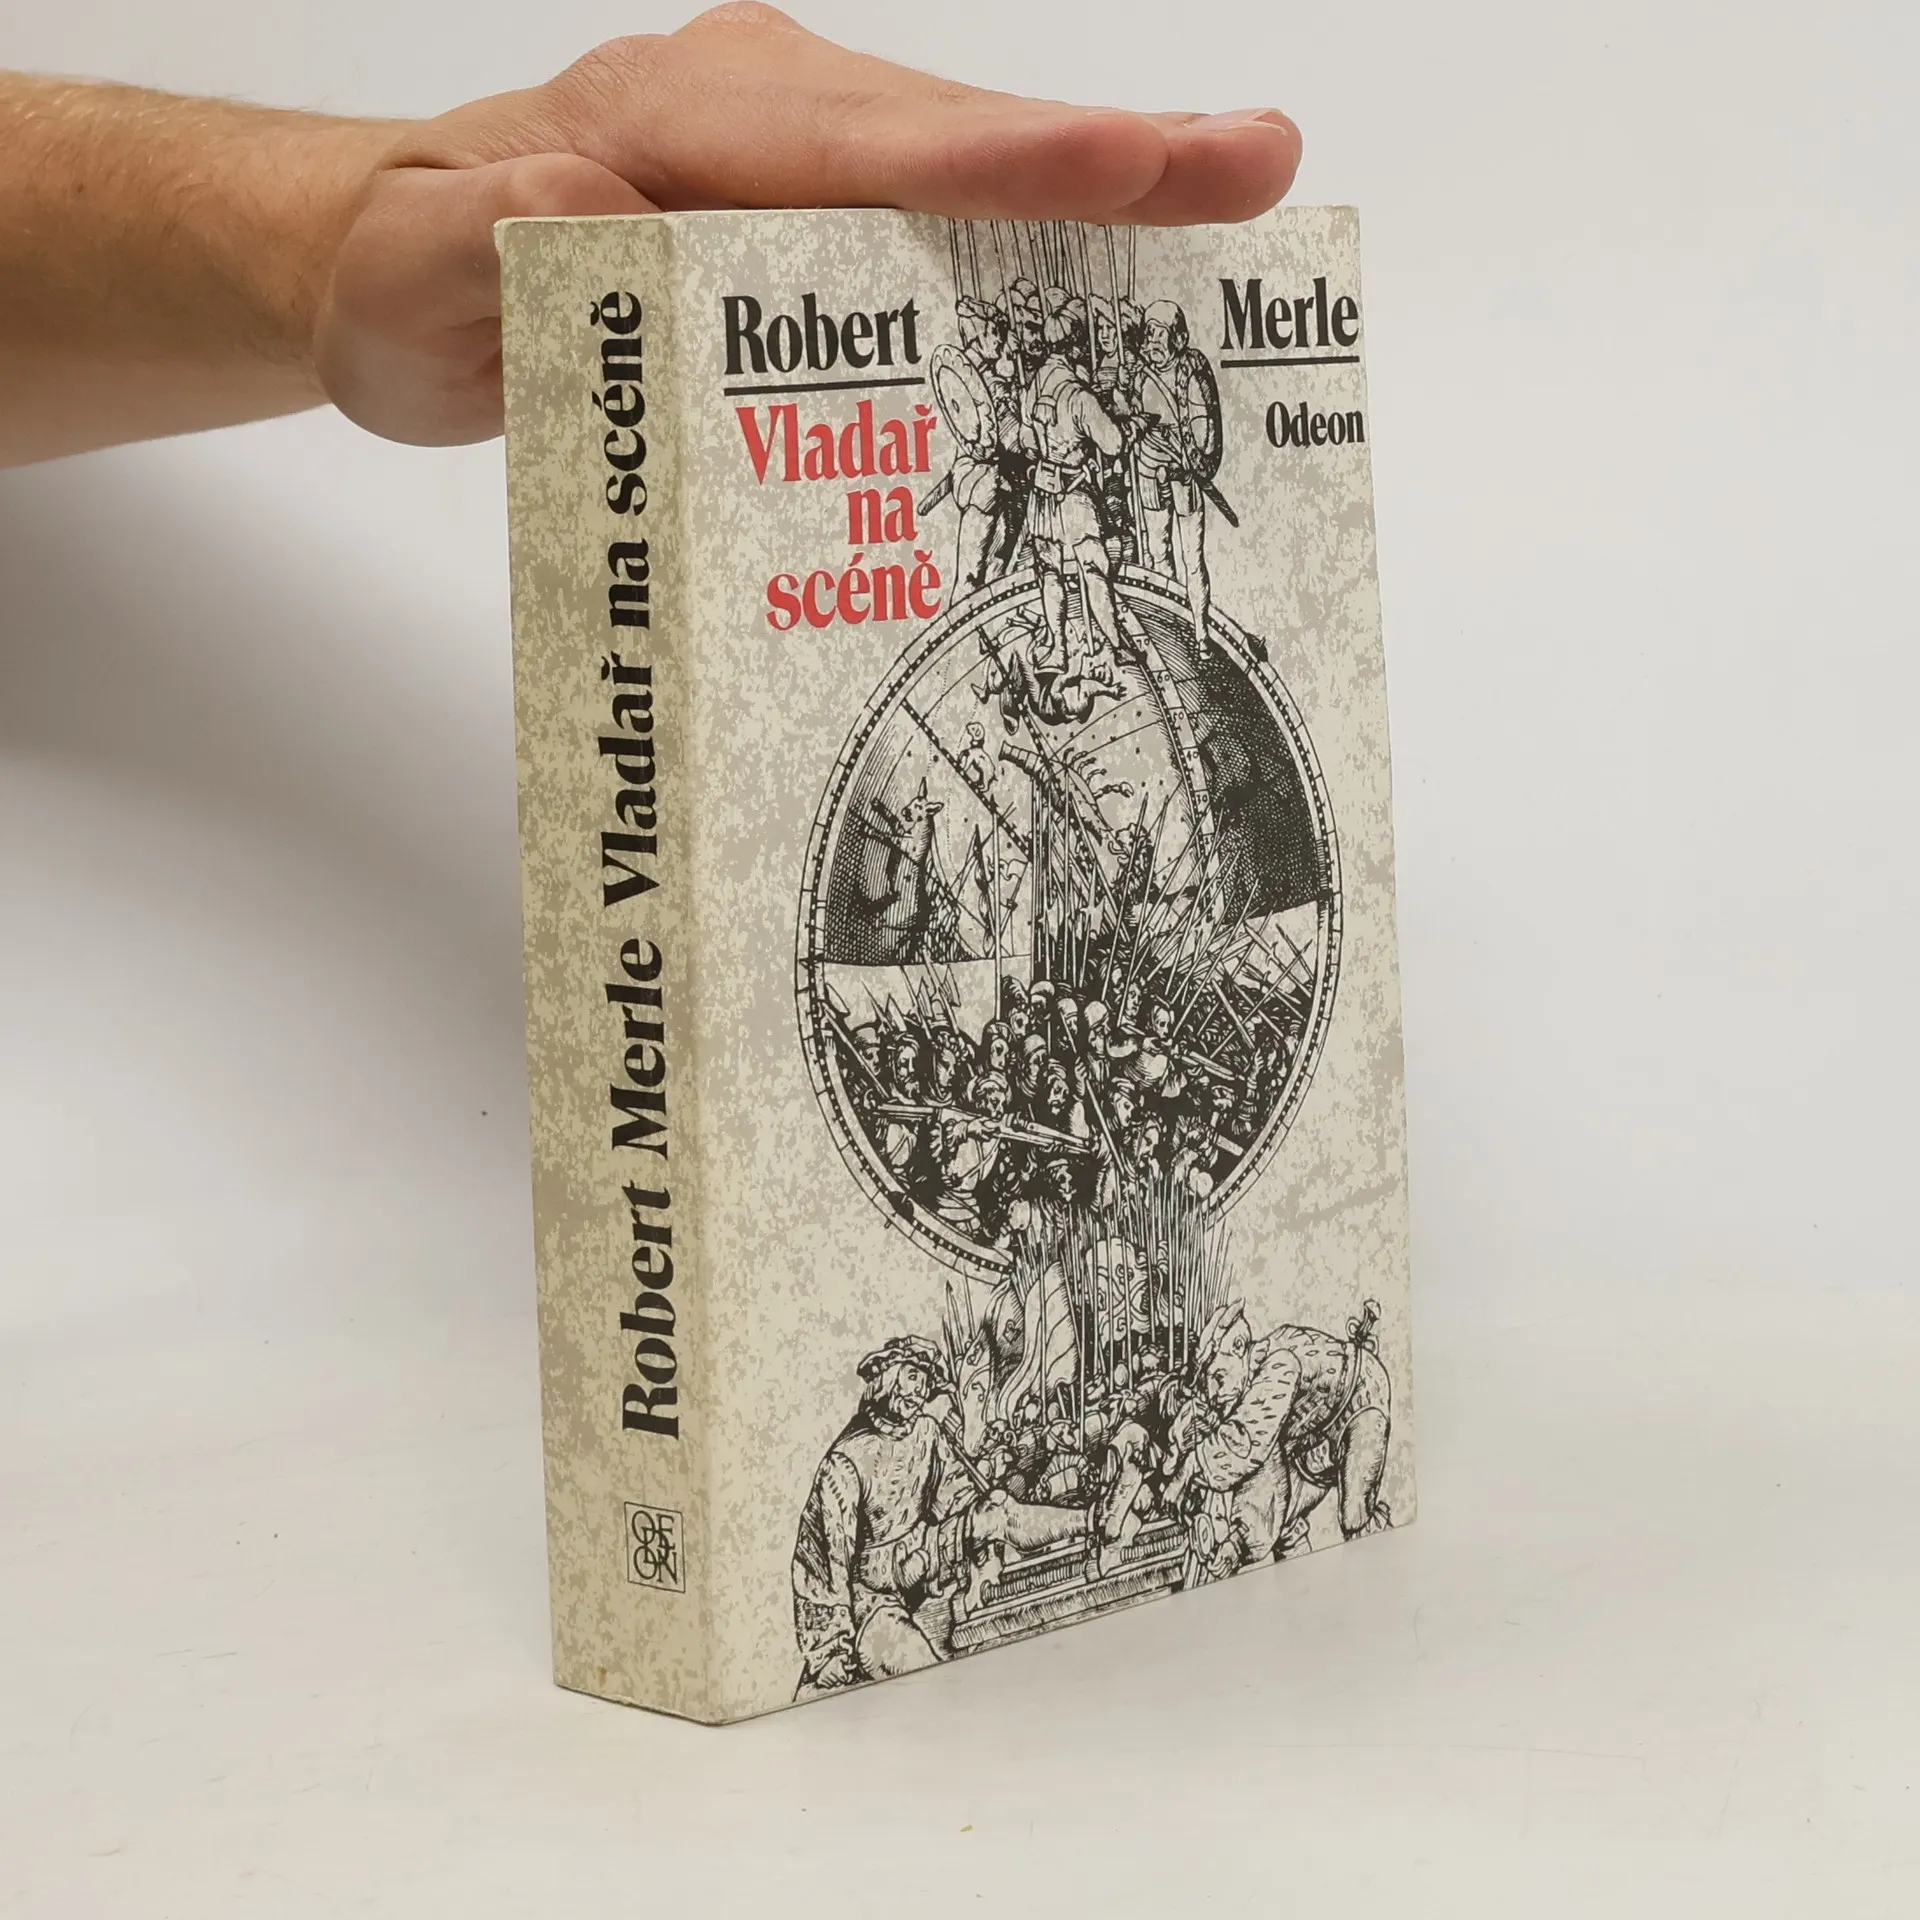 Robert Merle Vladař na scéně
ODEON
Robert
Merle
Vladař
na
scéně
Odeon